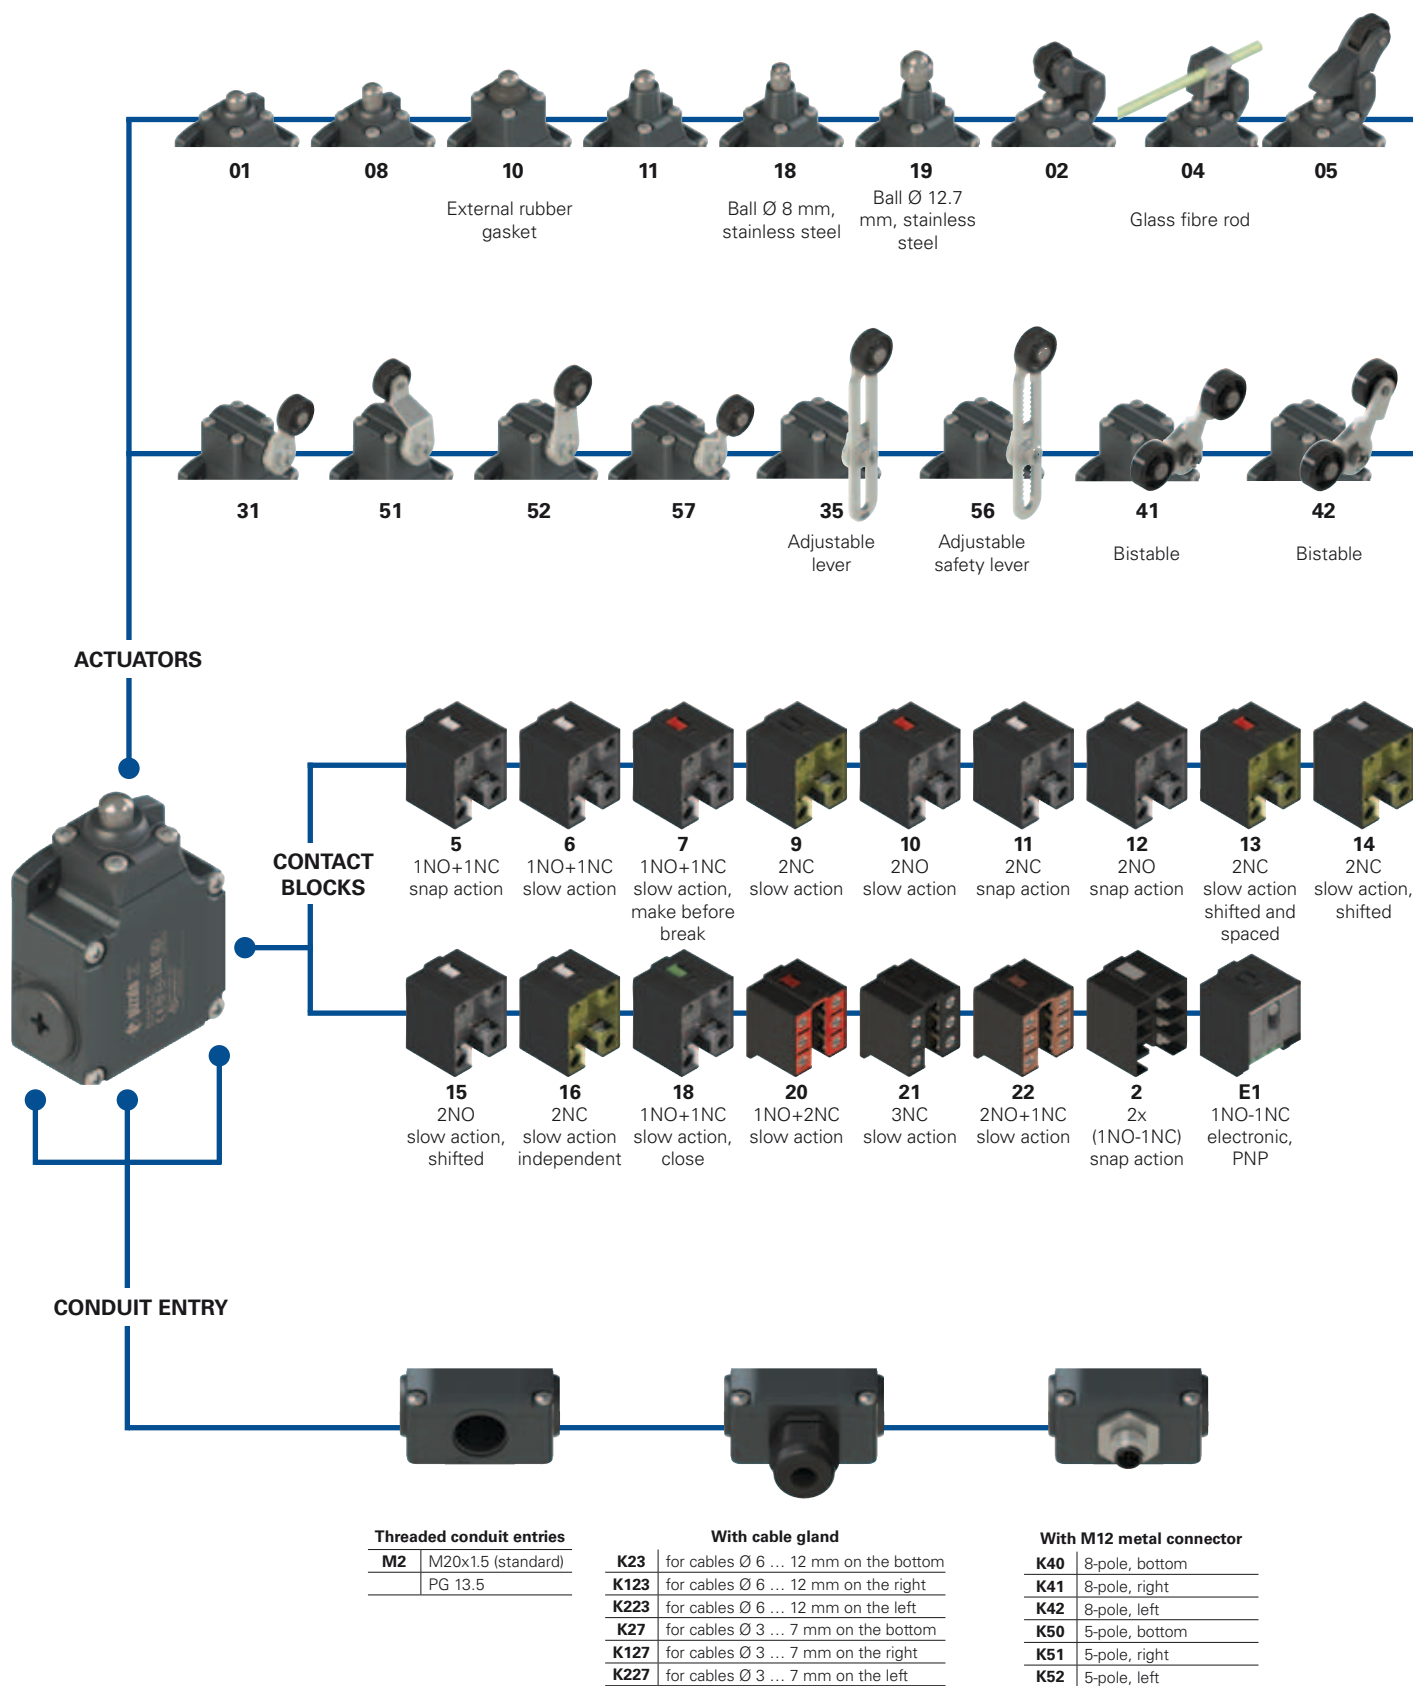 01
08
10
11
18
19
02
04
05
External rubber
gasket
Ball Ø 8 mm,
stainless steel
Ball Ø 12.7
mm, stainless
steel
Glass fibre rod
31
51
52
57
35
56
41
42
Adjustable
lever
Adjustable
safety lever
Bistable
Bistable
ACTUATORS
CONTACT
BLOCKS
5
1NO+1NC
snap action
6
1NO+1NC
slow action
7
1NO+1NC
slow action,
make before
break
9
2NC
slow action
10
2NO
slow action
11
2NC
snap action
12
2NO
snap action
13
2NC
slow action
shifted and
spaced
14
2NC
slow action,
shifted
15
2NO
slow action,
shifted
16
2NC
slow action
independent
18
1NO+1NC
slow action,
close
20
1NO+2NC
slow action
21
3NC
slow action
22
2NO+1NC
slow action
2
2x
(1NO-1NC)
snap action
E1
1NO-1NC
electronic,
PNP
CONDUIT ENTRY
Threaded conduit entries
M2 M20x1.5 (standard)
PG 13.5
With cable gland
K23 for cables Ø 6 … 12 mm on the bottom
K123 for cables Ø 6 … 12 mm on the right
K223 for cables Ø 6 … 12 mm on the left
K27 for cables Ø 3 … 7 mm on the bottom
K127 for cables Ø 3 … 7 mm on the right
K227 for cables Ø 3 … 7 mm on the left
With M12 metal connector
K40 8-pole, bottom
K41 8-pole, right
K42 8-pole, left
K50 5-pole, bottom
K51 5-pole, right
K52 5-pole, left